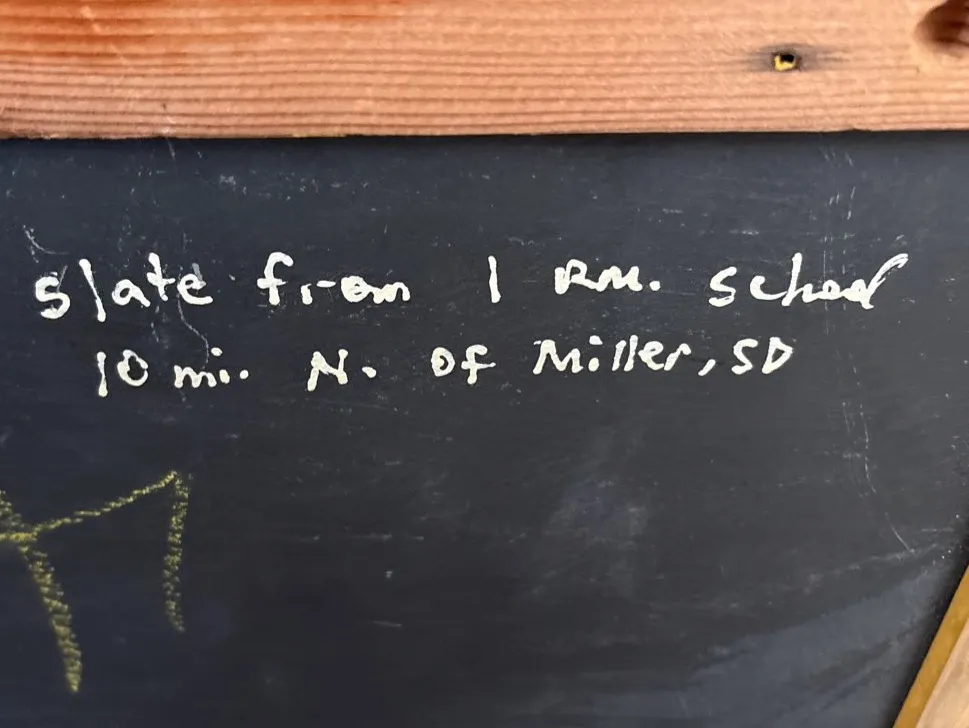 Slate from 1 RM. School
10 mi. N. of Miller, SD